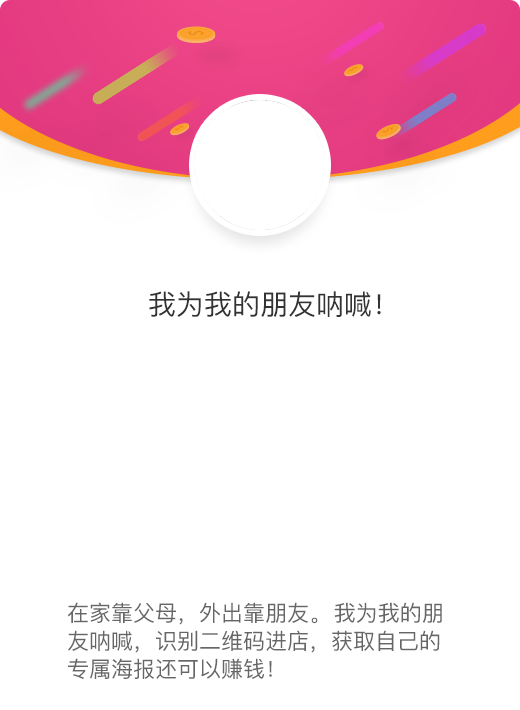 我为我的朋友呐喊！
在家靠父母，外出靠朋友。我为我的朋
友呐喊，识别二维码进店，获取自己的
专属海报还可以赚钱！